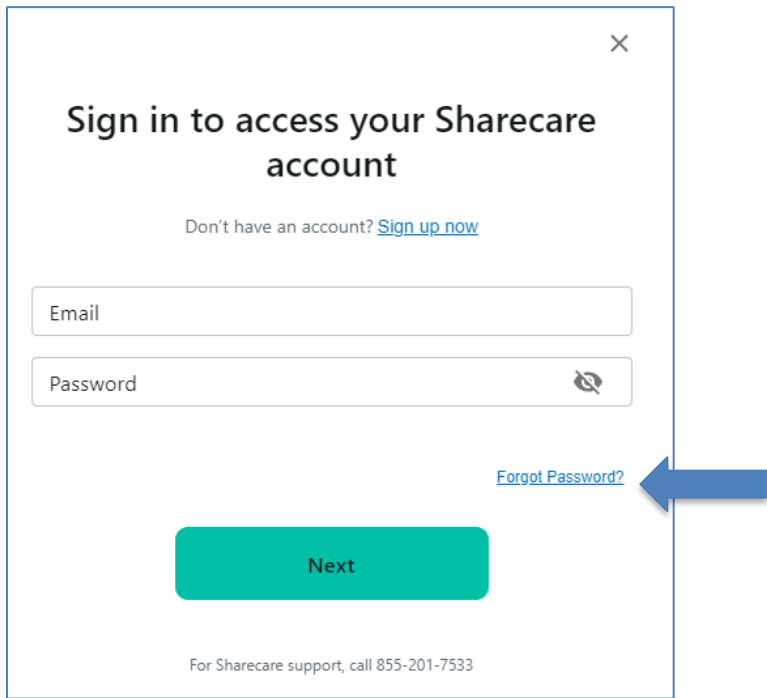 Sign in to access your Sharecare
account
Don't have an account? Sign up now
Email
Password
Forgot Password?
Next
For Sharecare support, call 855-201-7533